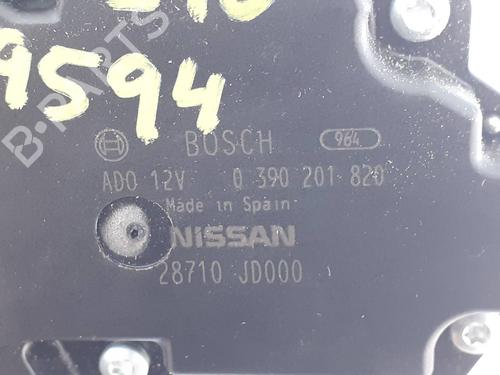 9594
BOSCH 964
ADO 12V 0 390 201 820
Made in Spain
NISSAN
28710 JD000
B-PARTS